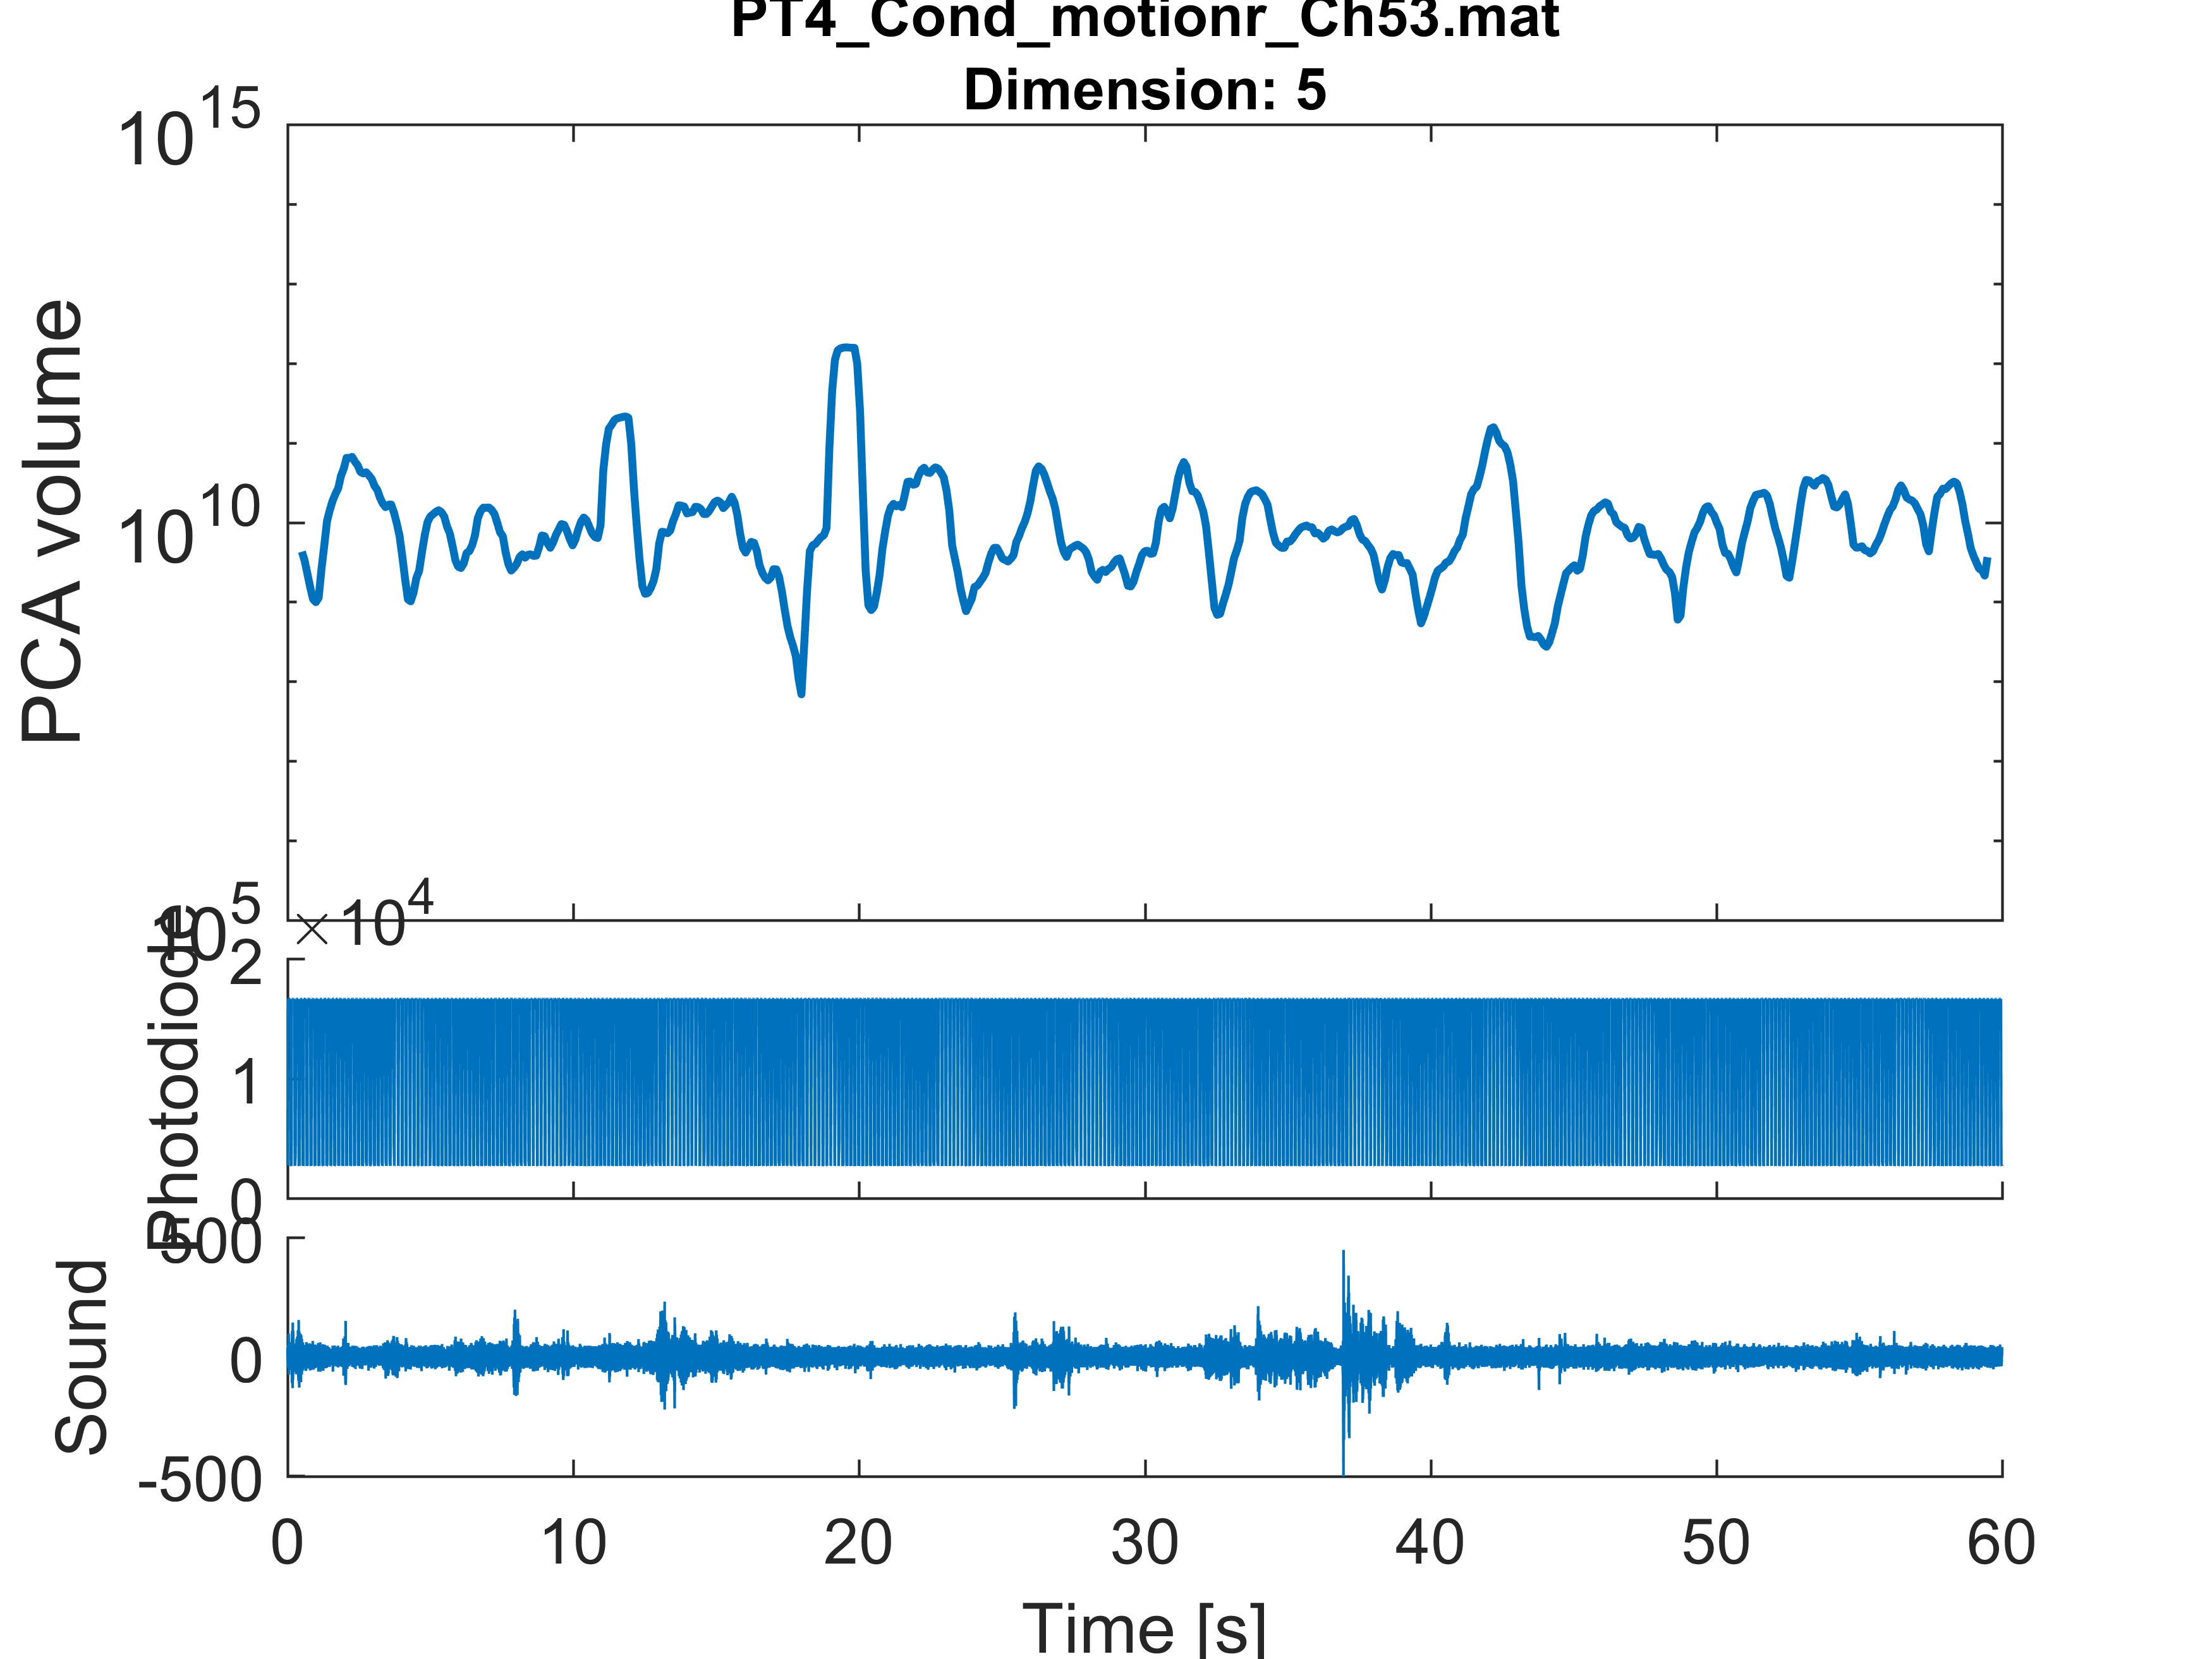 PT4_Cond_motionr_Ch53.mat
Dimension: 5
10^15
10^10
10^5
PCA volume
×10^4
2
1
0
Photodiode
500
0
-500
Sound
0 10 20 30 40 50 60
Time [s]